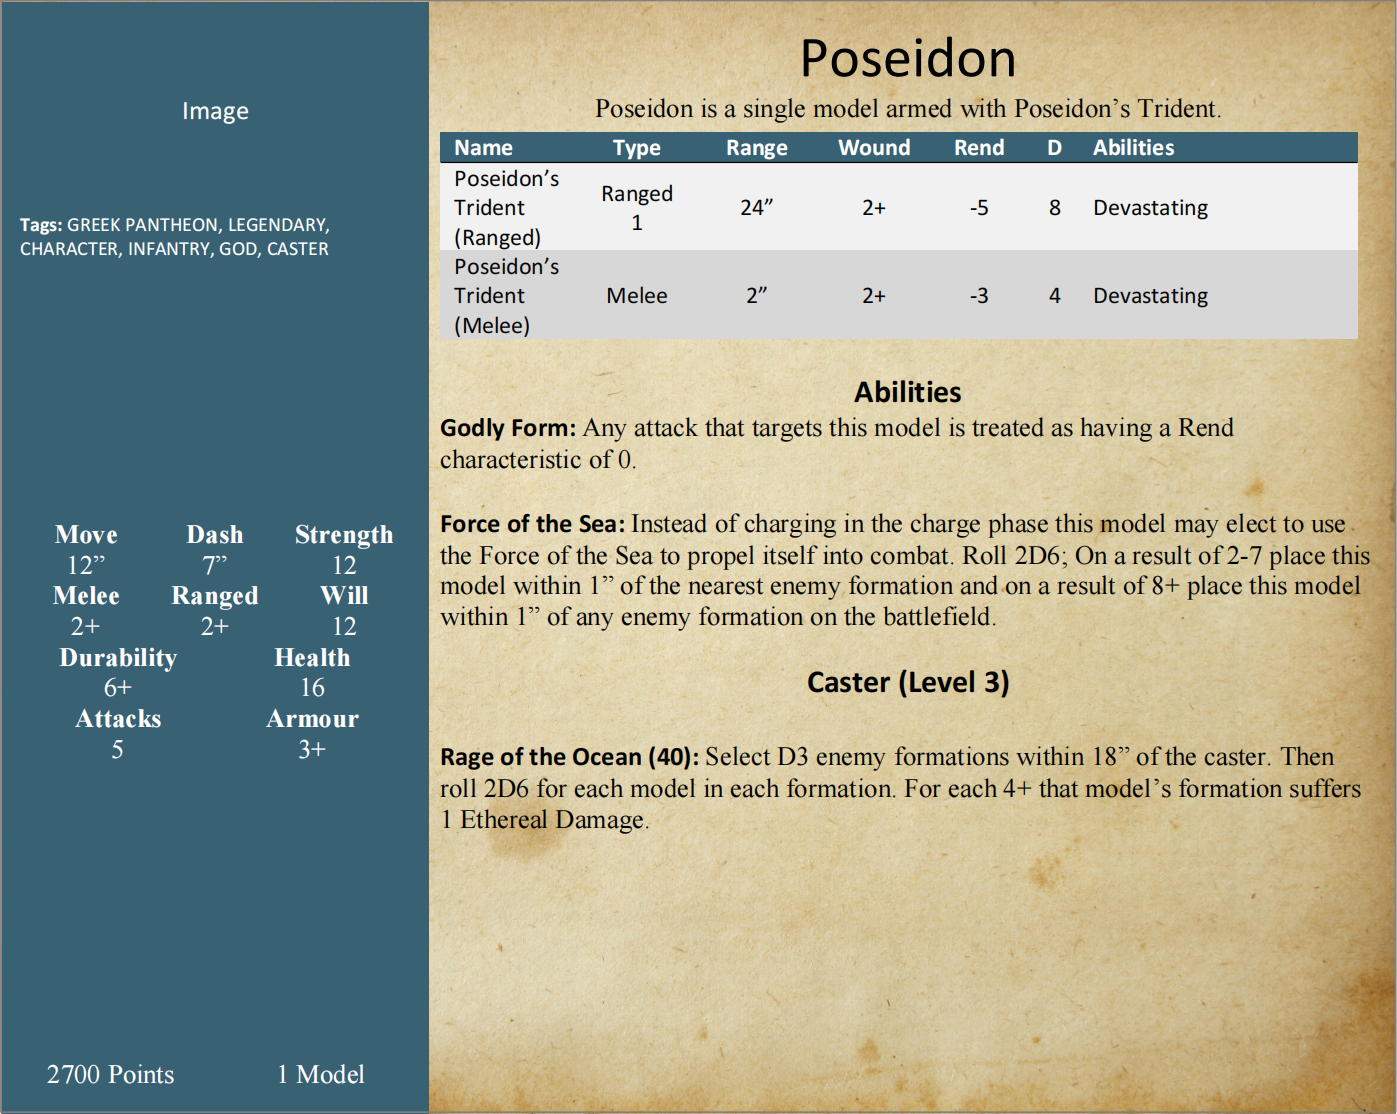 Image
Tags: GREEK PANTHEON, LEGENDARY,
CHARACTER, INFANTRY, GOD, CASTER
Move Dash Strength
12” 7” 12
Melee Ranged Will
2+ 2+ 12
Durability Health
6+ 16
Attacks Armour
5 3+
2700 Points 1 Model
Poseidon
Poseidon is a single model armed with Poseidon’s Trident.
Name Type Range Wound Rend D Abilities
Poseidon’s
Trident
(Ranged)
Ranged
1
24” 2+ -5 8 Devastating
Poseidon’s
Trident
(Melee)
Melee 2” 2+ -3 4 Devastating
Abilities
Godly Form: Any attack that targets this model is treated as having a Rend
characteristic of 0.
Force of the Sea: Instead of charging in the charge phase this model may elect to use
the Force of the Sea to propel itself into combat. Roll 2D6; On a result of 2-7 place this
model within 1” of the nearest enemy formation and on a result of 8+ place this model
within 1” of any enemy formation on the battlefield.
Caster (Level 3)
Rage of the Ocean (40): Select D3 enemy formations within 18” of the caster. Then
roll 2D6 for each model in each formation. For each 4+ that model’s formation suffers
1 Ethereal Damage.